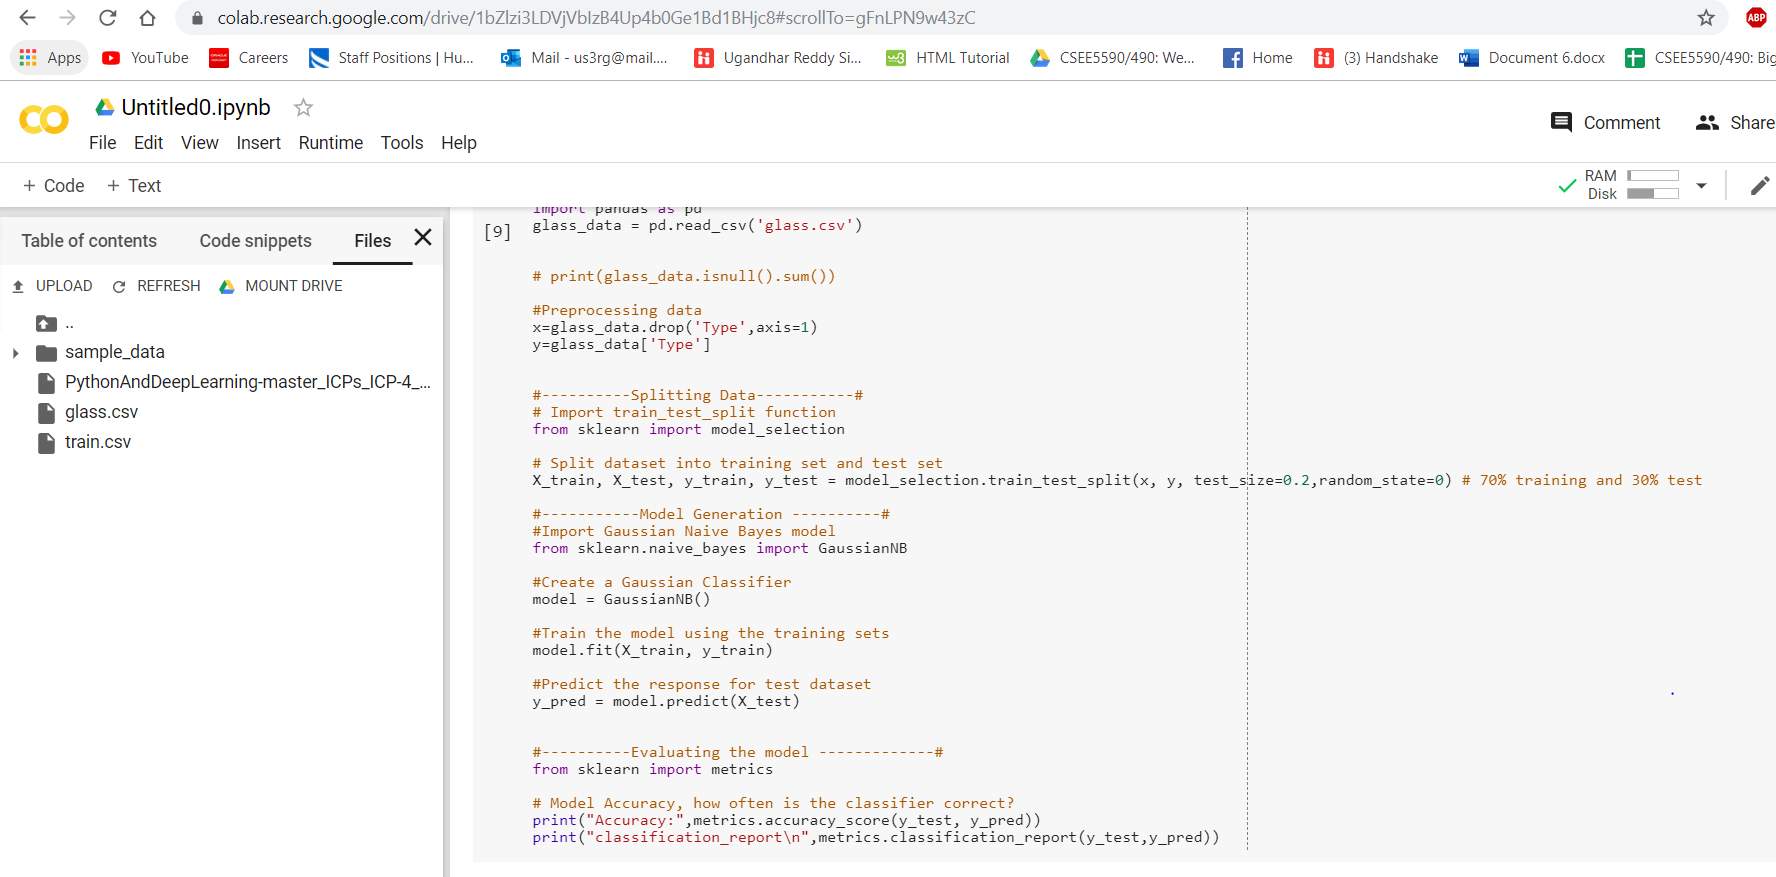 colab.research.google.com/drive/1bZlzi3LDVjVbIzB4Up4b0Ge1Bd1BHjc8#scrollTo=gFnLPN9w43zC
ABP
Apps YouTube Careers Staff Positions | Hu... Mail - us3rg@mail.... Ugandhar Reddy Si... HTML Tutorial CSEE5590/490: We... Home (3) Handshake Document 6.docx CSEE5590/490: Big
Untitled0.ipynb
File Edit View Insert Runtime Tools Help
Comment Share
+ Code + Text
RAM
Disk
Table of contents Code snippets Files
UPLOAD REFRESH MOUNT DRIVE
..
sample_data
PythonAndDeepLearning-master_ICPs_ICP-4_...
glass.csv
train.csv
[9]
import pandas as pd
glass_data = pd.read_csv('glass.csv')
# print(glass_data.isnull().sum())
#Preprocessing data
x=glass_data.drop('Type',axis=1)
y=glass_data['Type']
#----------Splitting Data-----------#
# Import train_test_split function
from sklearn import model_selection
# Split dataset into training set and test set
X_train, X_test, y_train, y_test = model_selection.train_test_split(x, y, test_size=0.2,random_state=0) # 70% training and 30% test
#-----------Model Generation ----------#
#Import Gaussian Naive Bayes model
from sklearn.naive_bayes import GaussianNB
#Create a Gaussian Classifier
model = GaussianNB()
#Train the model using the training sets
model.fit(X_train, y_train)
#Predict the response for test dataset
y_pred = model.predict(X_test)
#----------Evaluating the model -------------#
from sklearn import metrics
# Model Accuracy, how often is the classifier correct?
print("Accuracy:",metrics.accuracy_score(y_test, y_pred))
print("classification_report\n",metrics.classification_report(y_test,y_pred))